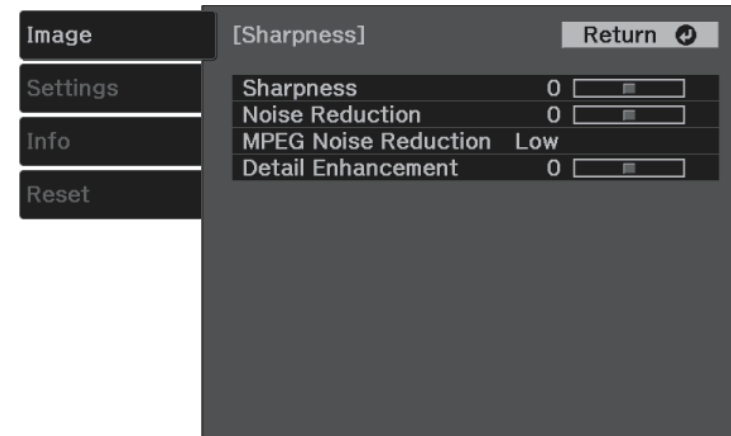 Image
Settings
Info
Reset
[Sharpness]
Return
Sharpness 0
Noise Reduction 0
MPEG Noise Reduction Low
Detail Enhancement 0